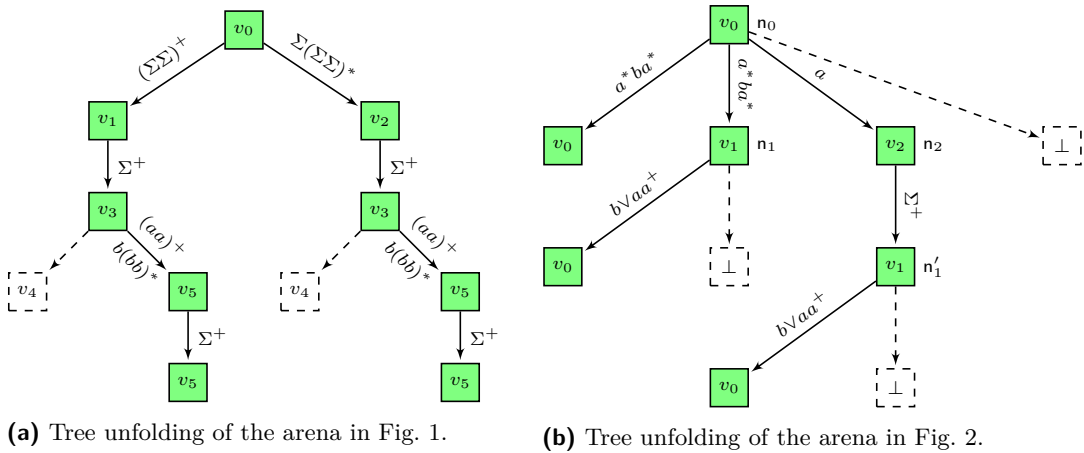 v₀
(ΣΣ)⁺
Σ(ΣΣ)*
v₁
v₂
Σ⁺
Σ⁺
v₃
v₃
(aa)⁺
b(bb)*
(aa)⁺
b(bb)*
v₄
v₅
v₄
v₅
Σ⁺
Σ⁺
v₅
v₅
(a) Tree unfolding of the arena in Fig. 1.
v₀ n₀
a*ba*
a*ba*
a
v₀
v₁ n₁
v₂ n₂
⊥
b∨aa⁺
Σ⁺
v₀
⊥
v₁ n′₁
b∨aa⁺
v₀
⊥
(b) Tree unfolding of the arena in Fig. 2.